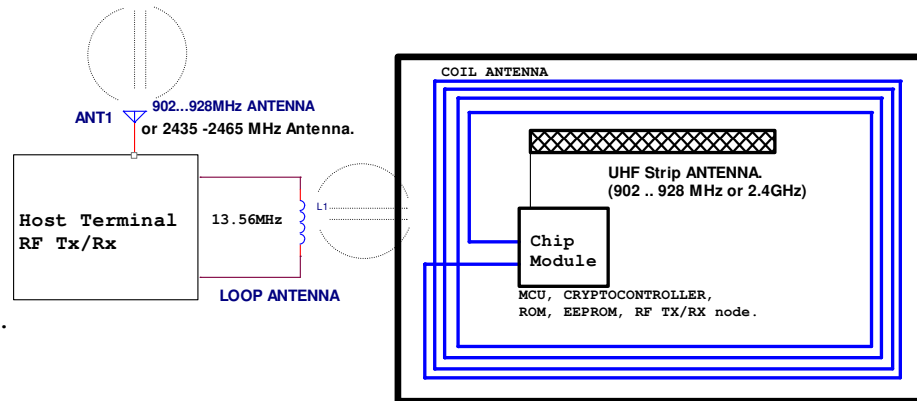 902...928MHz ANTENNA
ANT1
or 2435 -2465 MHz Antenna.
Host Terminal
RF Tx/Rx
13.56MHz
L1
LOOP ANTENNA
.
COIL ANTENNA
UHF Strip ANTENNA.
(902 .. 928 MHz or 2.4GHz)
Chip
Module
MCU, CRYPTOCONTROLLER,
ROM, EEPROM, RF TX/RX node.